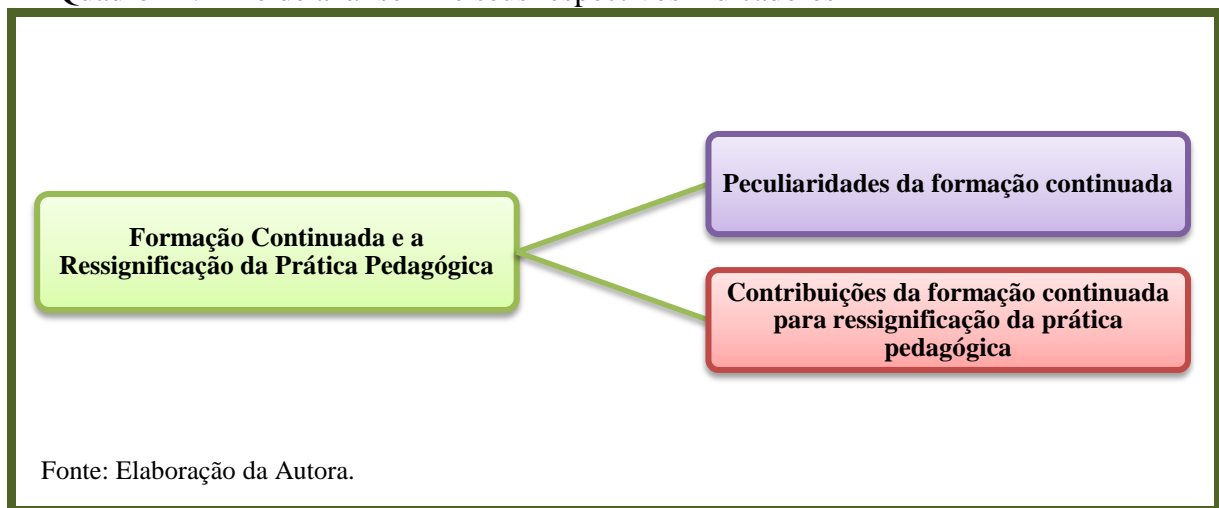 Formação Continuada e a
Ressignificação da Prática Pedagógica
Peculiaridades da formação continuada
Contribuições da formação continuada
para ressignificação da prática
pedagógica
Fonte: Elaboração da Autora.